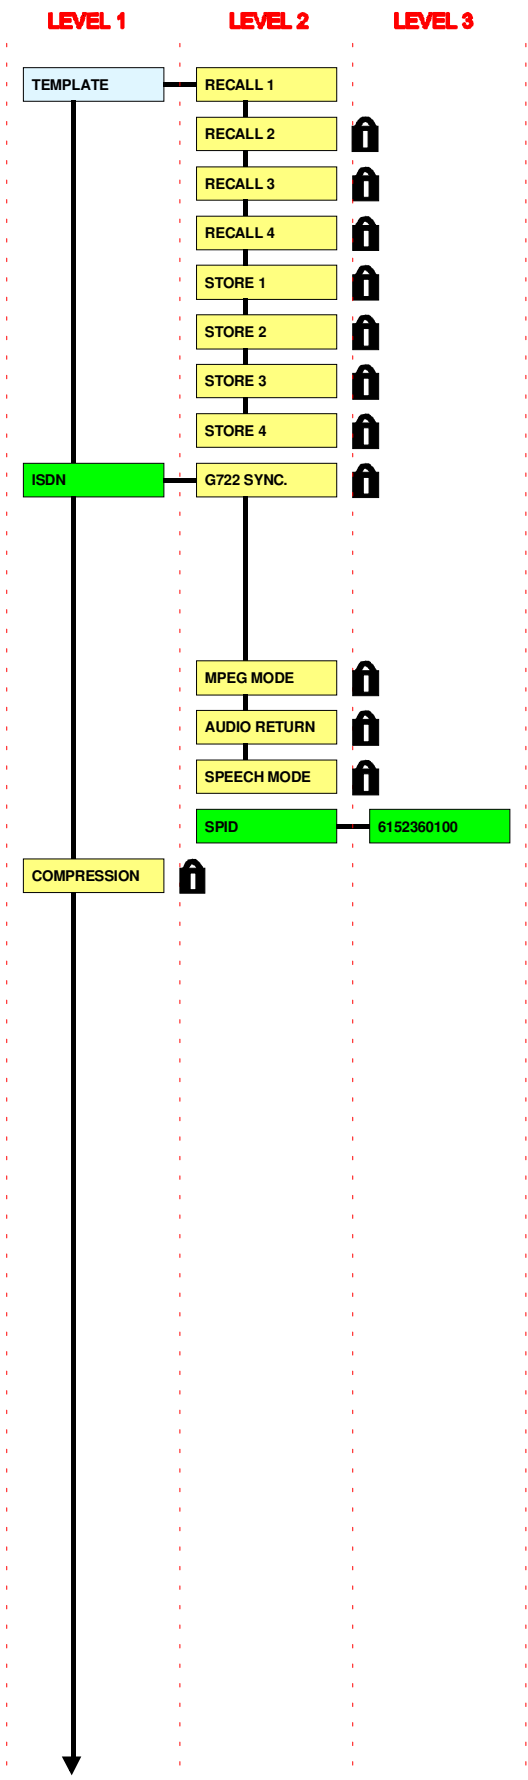 LEVEL 1 LEVEL 2 LEVEL 3
TEMPLATE RECALL 1
RECALL 2
RECALL 3
RECALL 4
STORE 1
STORE 2
STORE 3
STORE 4
ISDN G722 SYNC.
MPEG MODE
AUDIO RETURN
SPEECH MODE
SPID 6152360100
COMPRESSION